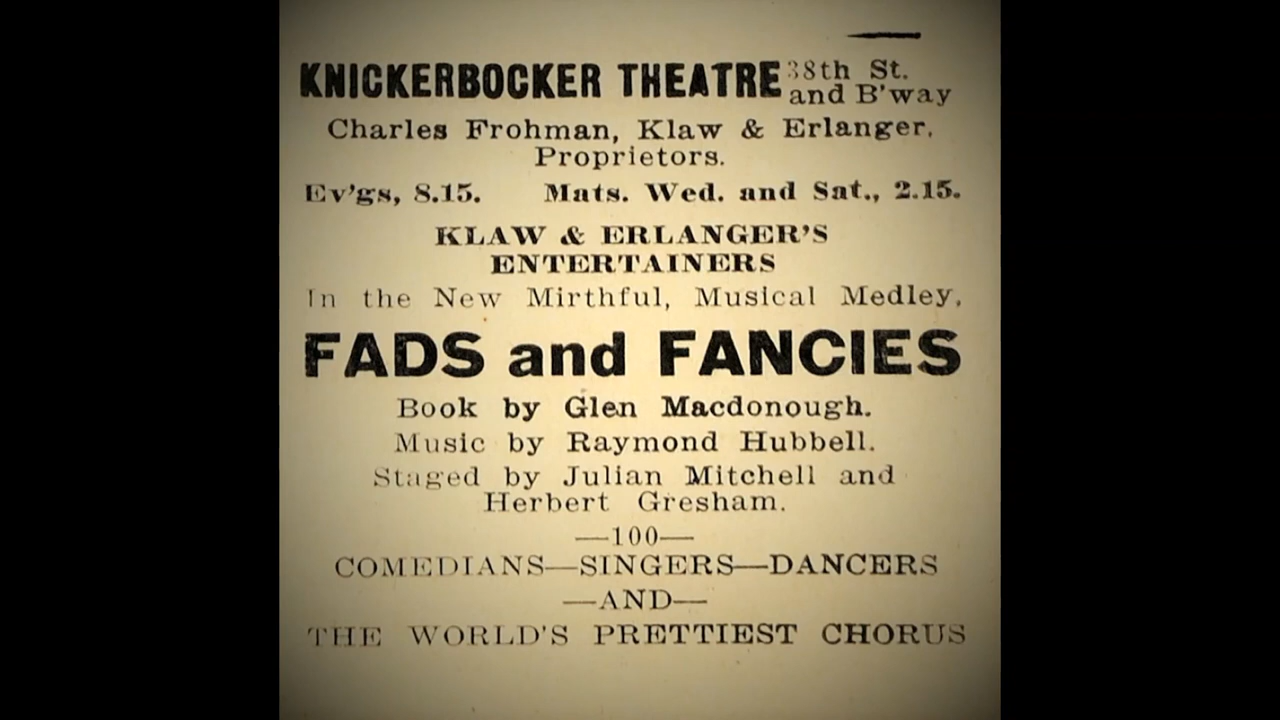 KNICKERBOCKER THEATRE 38th St.
and B'way
Charles Frohman, Klaw & Erlanger,
Proprietors.
Ev'gs, 8.15. Mats. Wed. and Sat., 2.15.
KLAW & ERLANGER'S
ENTERTAINERS
In the New Mirthful, Musical Medley,
FADS and FANCIES
Book by Glen Macdonough.
Music by Raymond Hubbell.
Staged by Julian Mitchell and
Herbert Gresham.
—100—
COMEDIANS—SINGERS—DANCERS
—AND—
THE WORLD'S PRETTIEST CHORUS